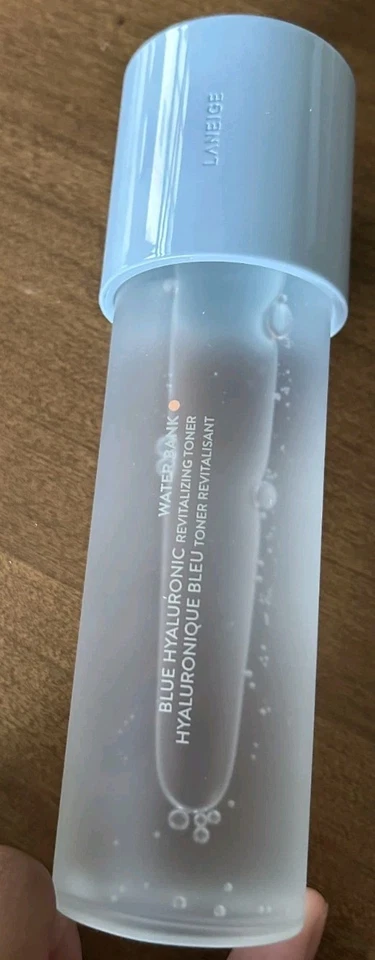 LANEIGE
WATER BANK
BLUE HYALURONIC REVITALIZING TONER
HYALURONIQUE BLEU TONER REVITALISANT